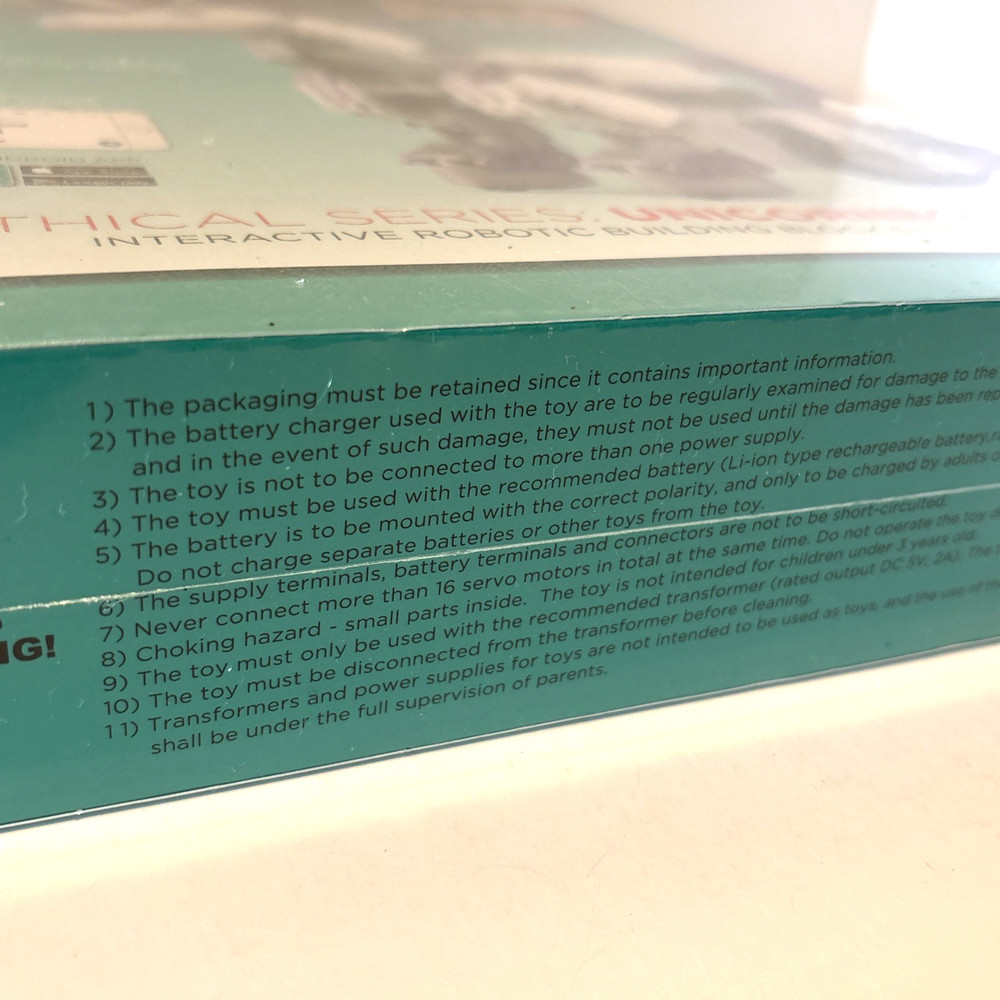 THICAL SERIES:
INTERACTIVE ROBOTIC BUILDING BLOCK
1) The packaging must be retained since it contains important information.
2) The battery charger used with the toy are to be regularly examined for damage to the
and in the event of such damage, they must not be used until the damage has been rep
3) The toy is not to be connected to more than one power supply.
4) The toy must be used with the recommended battery (Li-ion type rechargeable battery,
5) The battery is to be mounted with the correct polarity, and only to be charged by adults o
Do not charge separate batteries or other toys from the toy.
6) The supply terminals, battery terminals and connectors are not to be short-circuited.
7) Never connect more than 16 servo motors in total at the same time. Do not operate the toy
8) Choking hazard - small parts inside. The toy is not intended for children under 3 years old.
9) The toy must only be used with the recommended transformer (rated output DC 5V, 2A). The
10) The toy must be disconnected from the transformer before cleaning.
11) Transformers and power supplies for toys are not intended to be used as toys, and the use of
shall be under the full supervision of parents.
NG!